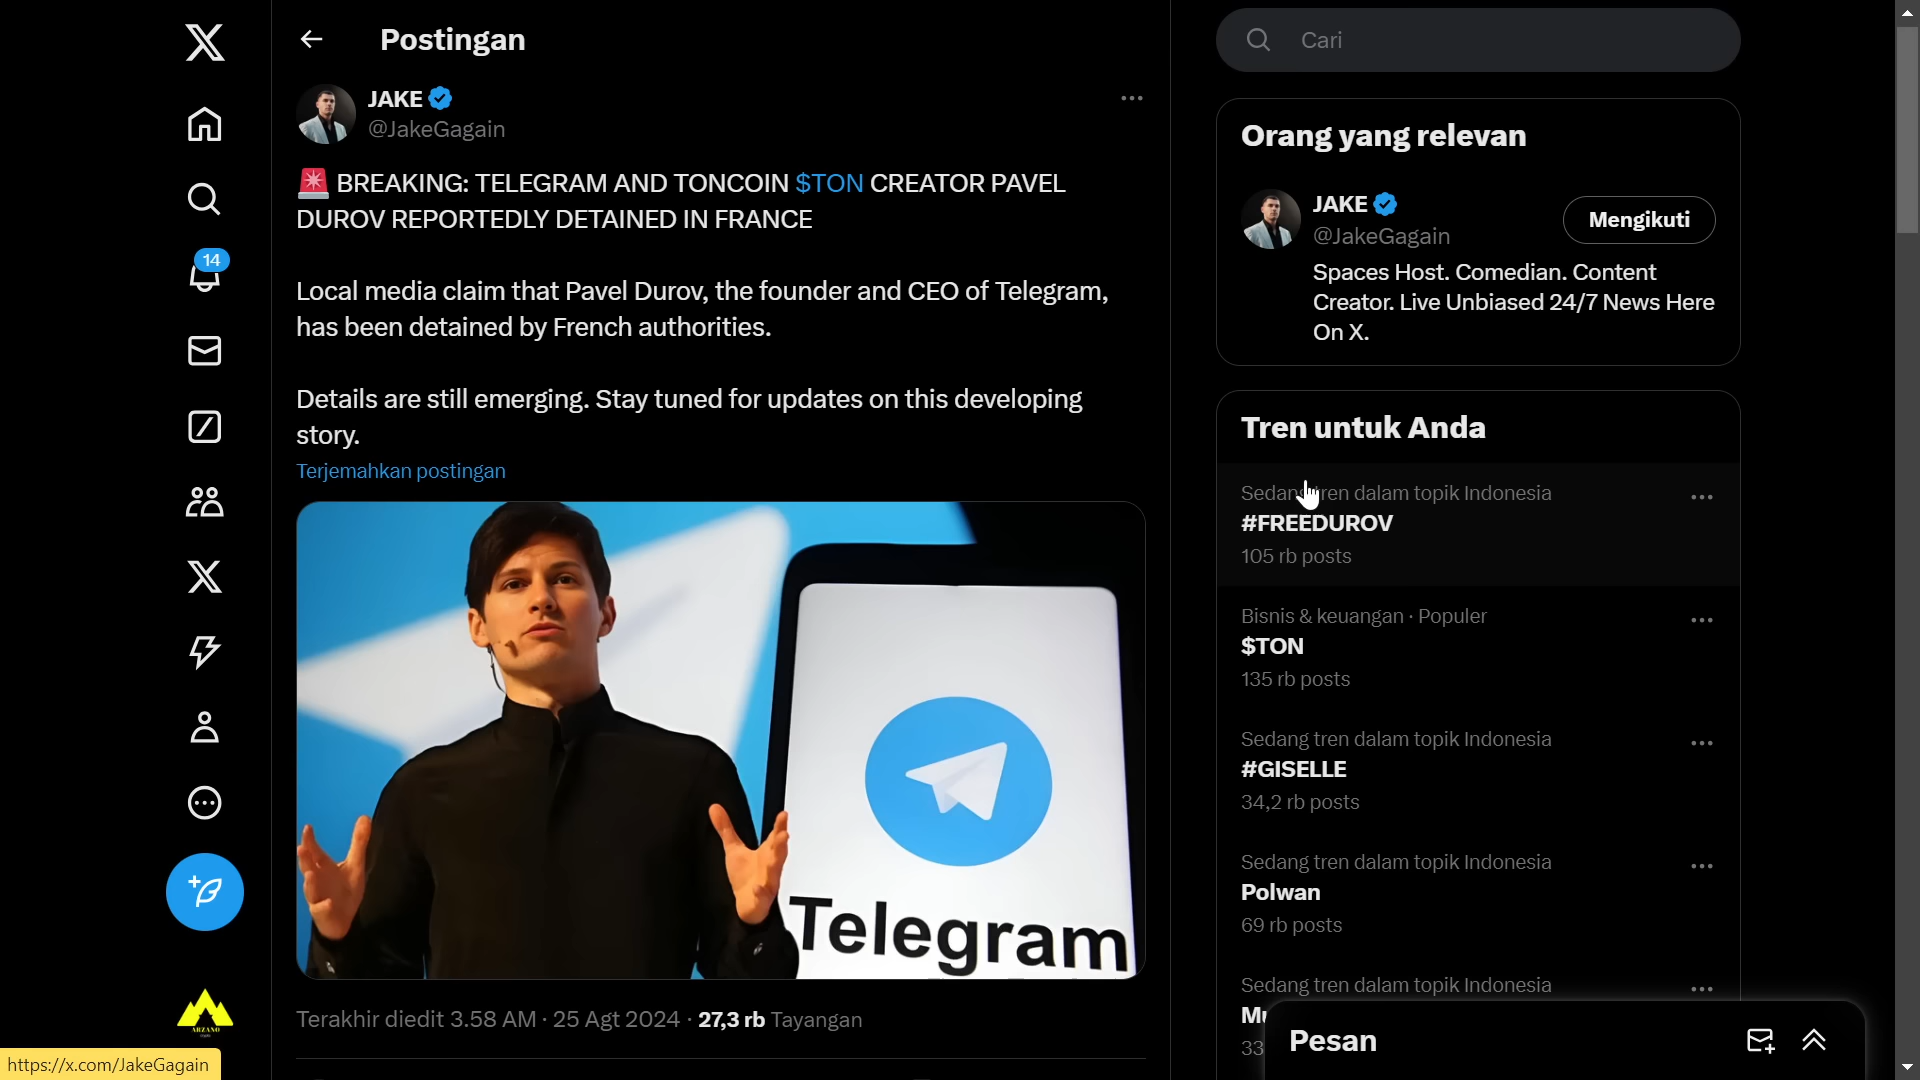 Postingan
JAKE
@JakeGagain
BREAKING: TELEGRAM AND TONCOIN $TON CREATOR PAVEL
DUROV REPORTEDLY DETAINED IN FRANCE
Local media claim that Pavel Durov, the founder and CEO of Telegram,
has been detained by French authorities.
Details are still emerging. Stay tuned for updates on this developing
story.
Terjemahkan postingan
Telegram
Terakhir diedit 3.58 AM · 25 Agt 2024 · 27,3 rb Tayangan
14
ARZANO
https://x.com/JakeGagain
Cari
Orang yang relevan
JAKE
@JakeGagain
Mengikuti
Spaces Host. Comedian. Content
Creator. Live Unbiased 24/7 News Here
On X.
Tren untuk Anda
Sedang tren dalam topik Indonesia
#FREEDUROV
105 rb posts
Bisnis & keuangan · Populer
$TON
135 rb posts
Sedang tren dalam topik Indonesia
#GISELLE
34,2 rb posts
Sedang tren dalam topik Indonesia
Polwan
69 rb posts
Sedang tren dalam topik Indonesia
33
Pesan